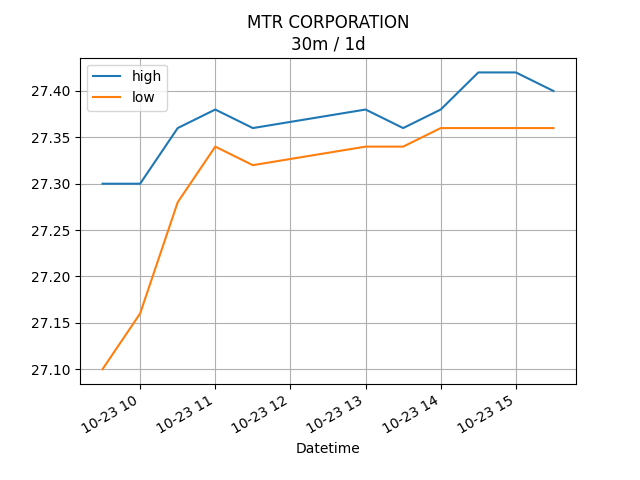 MTR CORPORATION
30m / 1d
high
low
27.40
27.35
27.30
27.25
27.20
27.15
27.10
10-23 10
10-23 11
10-23 12
10-23 13
10-23 14
10-23 15
Datetime